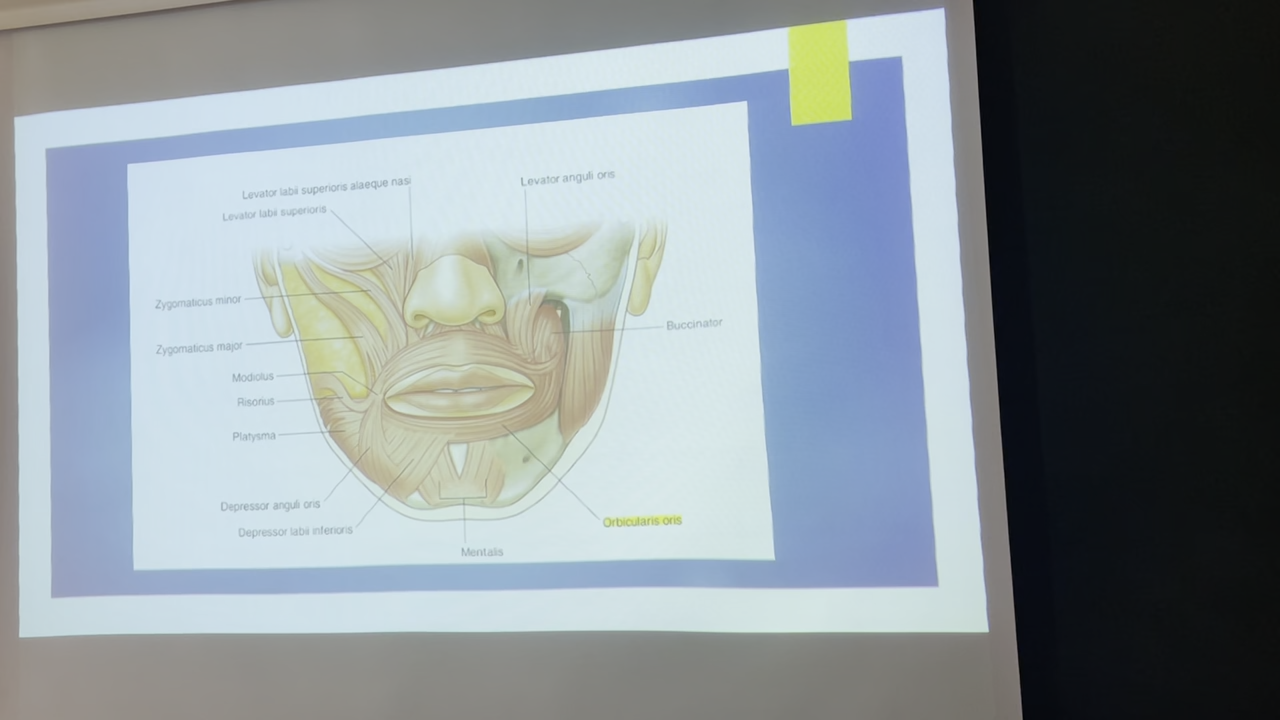 Levator labii superioris alaeque nasi
Levator anguli oris
Levator labii superioris
Zygomaticus minor
Buccinator
Zygomaticus major
Modiolus
Risorius
Platysma
Depressor anguli oris
Orbicularis oris
Depressor labii inferioris
Mentalis